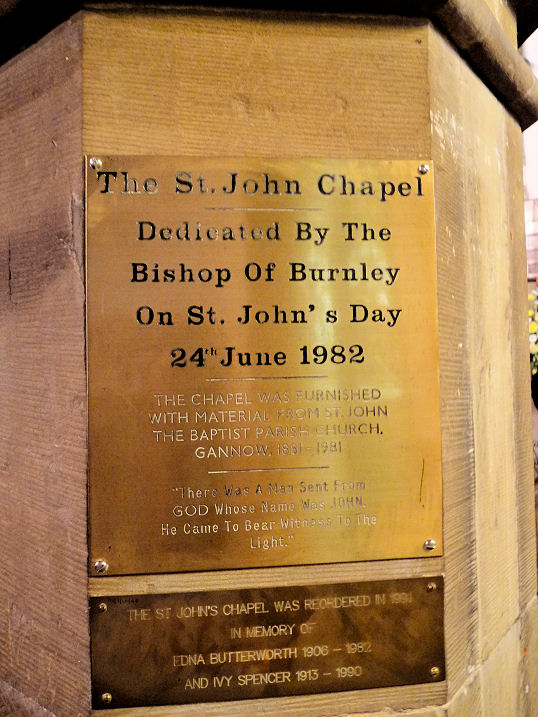 The St. John Chapel
Dedicated By The
Bishop Of Burnley
On St. John's Day
24th June 1982
THE CHAPEL WAS FURNISHED
WITH MATERIAL FROM ST. JOHN
THE BAPTIST PARISH CHURCH,
GANNOW. 1881-1981
"There Was A Man Sent From
GOD Whose Name Was JOHN.
He Came To Bear Witness To The
Light."
THE ST JOHN'S CHAPEL WAS REORDERED IN 1991
IN MEMORY OF
EDNA BUTTERWORTH 1906 - 1982
AND IVY SPENCER 1913 - 1990